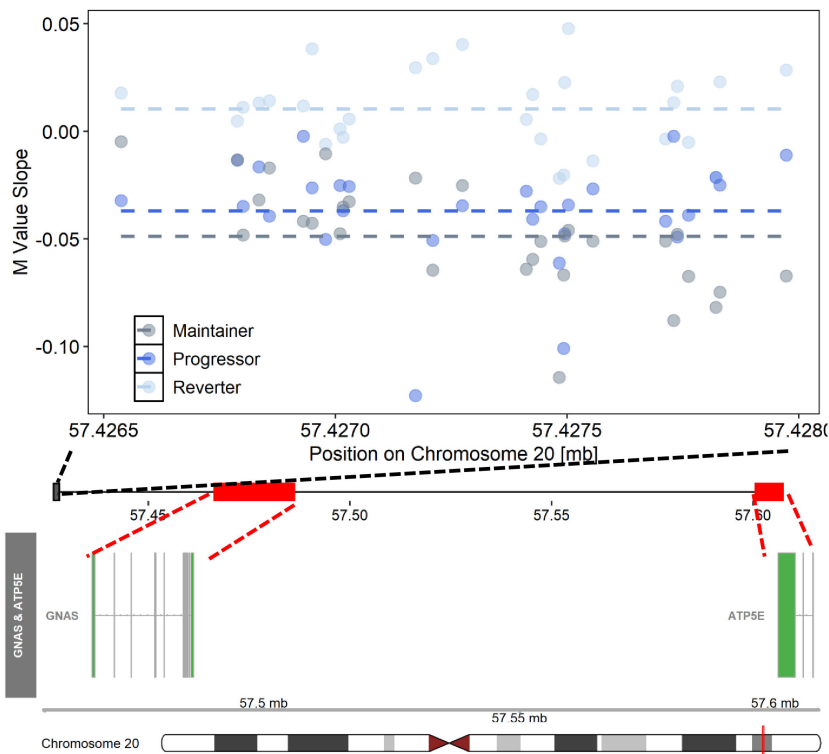 0.05
0.00
-0.05
-0.10
M Value Slope
Maintainer
Progressor
Reverter
57.4265 57.4270 57.4275 57.4280
Position on Chromosome 20 [mb]
57.45 57.50 57.55 57.60
GNAS & ATP5E
GNAS ATP5E
57.5 mb 57.6 mb
57.55 mb
Chromosome 20